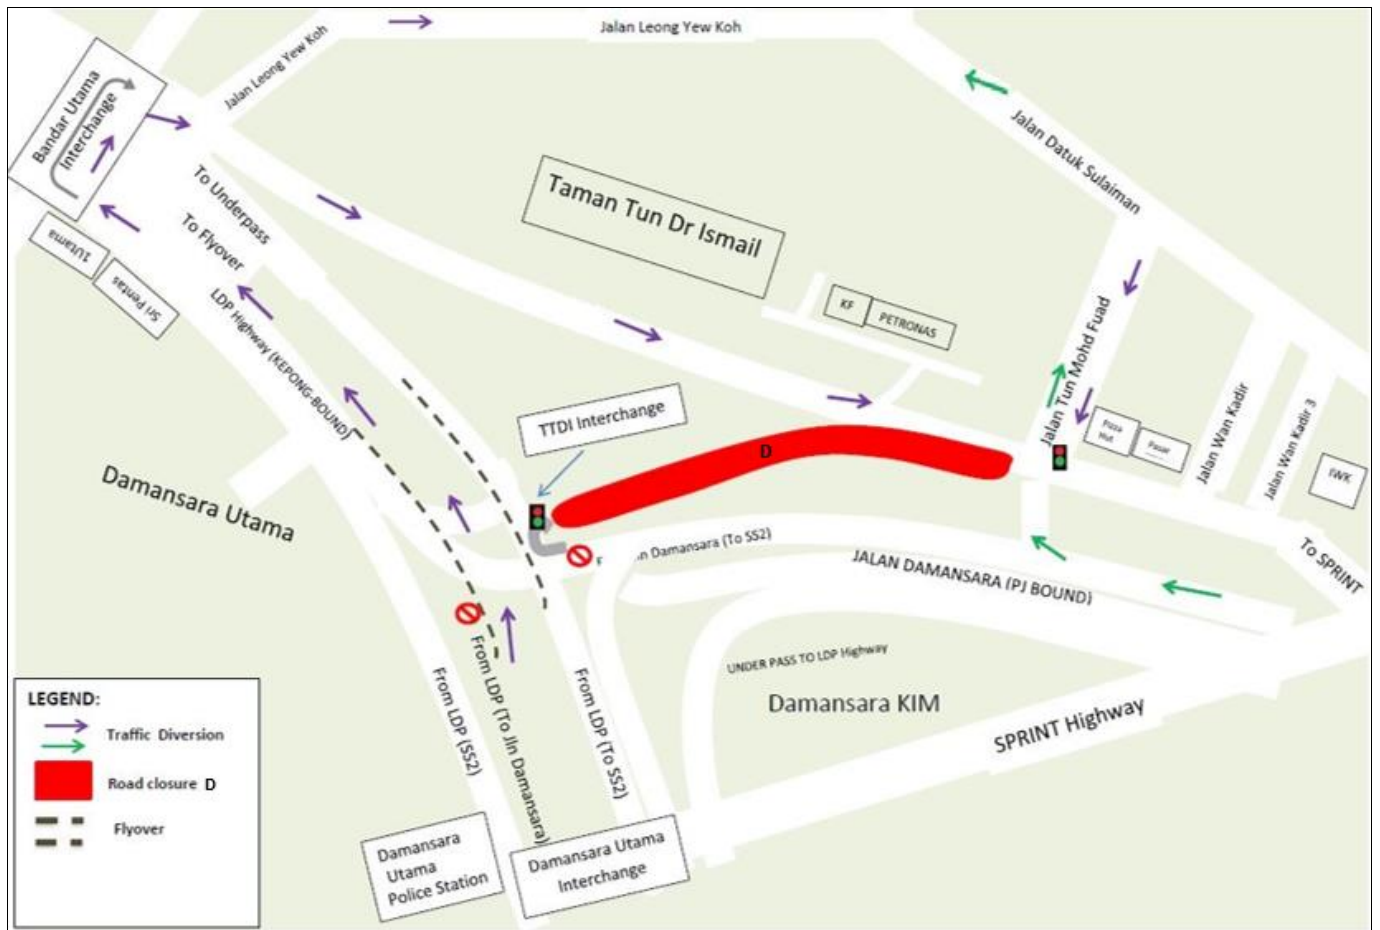 Jalan Leong Yew Koh
Jalan Leong Yew Koh
Bandar Utama
Interchange
Jalan Datuk Sulaiman
To Underpass
To Flyover
Taman Tun Dr Ismail
1Utama
Sri Pentas
LDP Highway (KEPONG-BOUND)
KF
PETRONAS
Jalan Tun Mohd Fuad
TTDI Interchange
D
Pizza
Hut
Pasar
Jalan Wan Kadir
Jalan Wan Kadir 3
IWK
Damansara Utama
F
n Damansara (To SS2)
JALAN DAMANSARA (PJ BOUND)
To SPRINT
UNDER PASS TO LDP Highway
Damansara KIM
SPRINT Highway
From LDP (SS2)
From LDP (To Jln Damansara)
From LDP (To SS2)
LEGEND:
Traffic Diversion
Road closure D
Flyover
Damansara
Utama
Police Station
Damansara Utama
Interchange